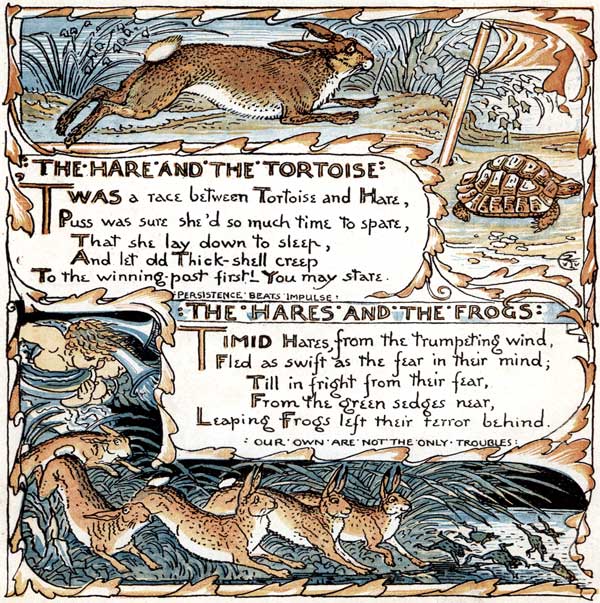 THE·HARE·AND·THE·TORTOISE:
TWAS a race between Tortoise and Hare,
Puss was sure she'd so much time to spare,
That she lay down to sleep,
And let old Thick-shell creep
To the winning-post first! You may stare.
·PERSISTENCE·BEATS·IMPULSE·
:THE·HARES·AND·THE·FROGS:
TIMID Hares, from the trumpeting wind,
Fled as swift as the fear in their mind;
Till in fright from their fear,
From the green sedges near,
Leaping Frogs left their terror behind.
:OUR·OWN·ARE·NOT·THE·ONLY·TROUBLES: